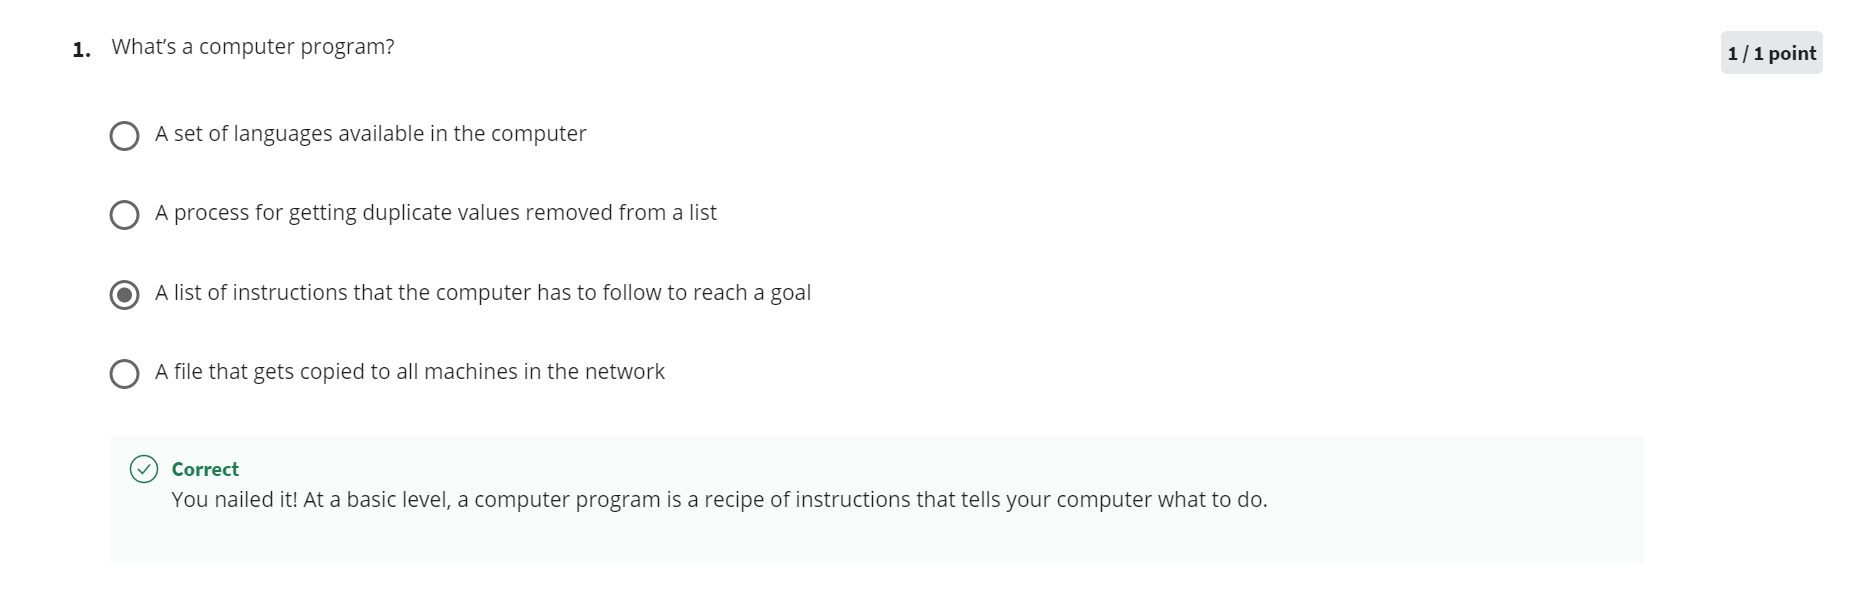 1. What's a computer program?
1 / 1 point
A set of languages available in the computer
A process for getting duplicate values removed from a list
A list of instructions that the computer has to follow to reach a goal
A file that gets copied to all machines in the network
Correct
You nailed it! At a basic level, a computer program is a recipe of instructions that tells your computer what to do.